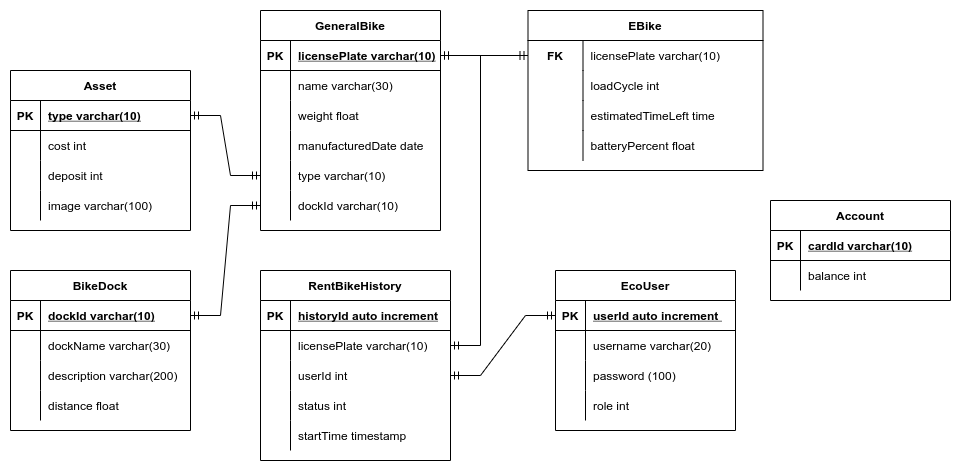 GeneralBike
PK licensePlate varchar(10)
name varchar(30)
weight float
manufacturedDate date
type varchar(10)
dockId varchar(10)
EBike
FK licensePlate varchar(10)
loadCycle int
estimatedTimeLeft time
batteryPercent float
Asset
PK type varchar(10)
cost int
deposit int
image varchar(100)
Account
PK cardId varchar(10)
balance int
BikeDock
PK dockId varchar(10)
dockName varchar(30)
description varchar(200)
distance float
RentBikeHistory
PK historyId auto increment
licensePlate varchar(10)
userId int
status int
startTime timestamp
EcoUser
PK userId auto increment
username varchar(20)
password (100)
role int